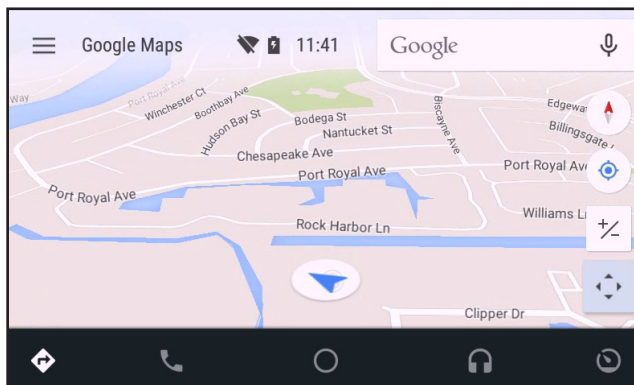 Google Maps
11:41
Google
Way
Port Royal Ave
Winchester Ct
Boothbay Ave
Hudson Bay St
Bodega St
Nantucket St
Biscayne Ave
Edgewa
Billingsgate L
Chesapeake Ave
Port Royal Ave
Port Royal Ave
Port Royal Ave
Williams Ln
Rock Harbor Ln
Clipper Dr